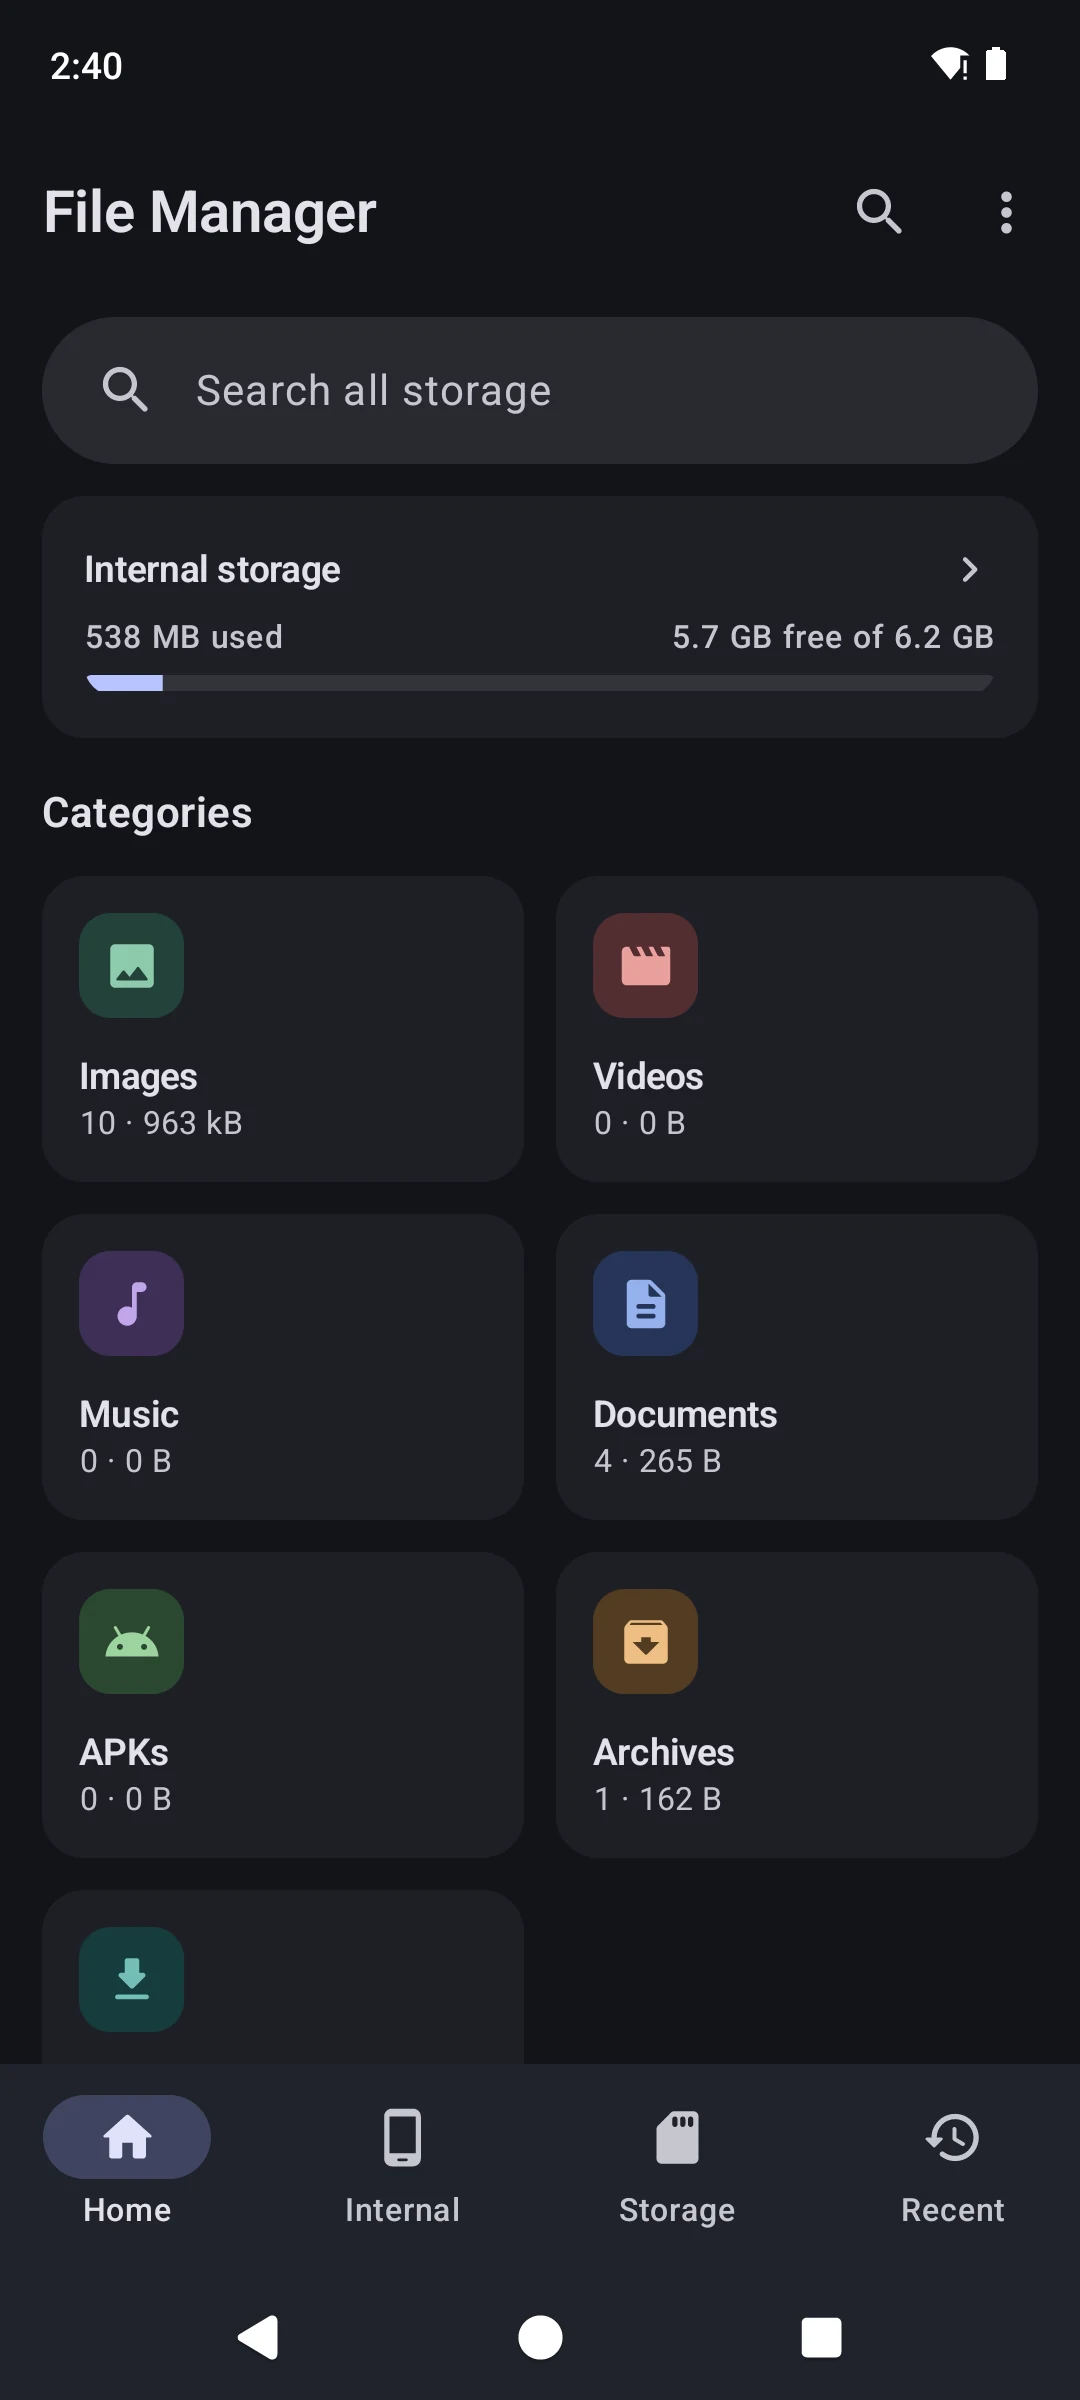 2:40
File Manager
Search all storage
Internal storage
538 MB used
5.7 GB free of 6.2 GB
Categories
Images
10 · 963 kB
Videos
0 · 0 B
Music
0 · 0 B
Documents
4 · 265 B
APKs
0 · 0 B
Archives
1 · 162 B
Home
Internal
Storage
Recent